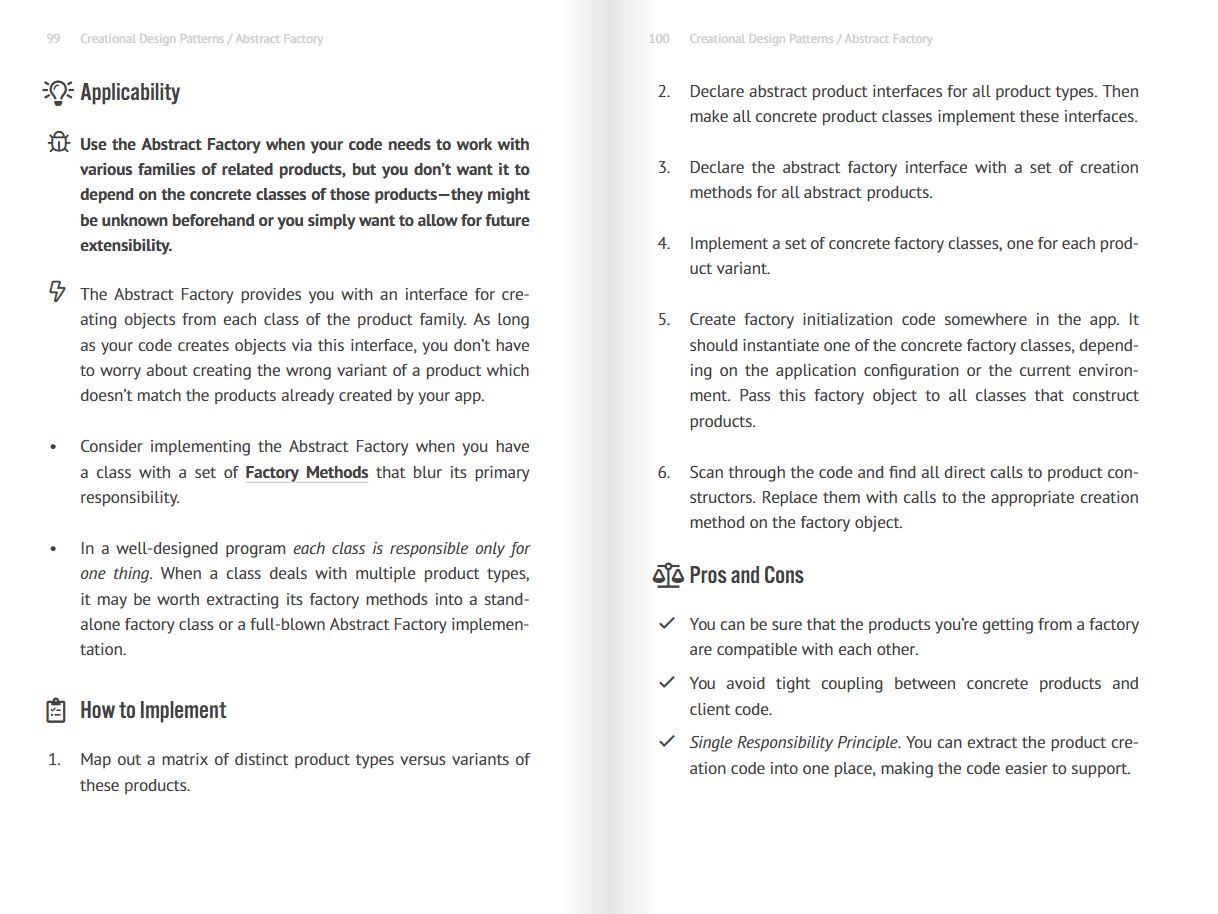 99 Creational Design Patterns / Abstract Factory
Applicability
Use the Abstract Factory when your code needs to work with
various families of related products, but you don’t want it to
depend on the concrete classes of those products—they might
be unknown beforehand or you simply want to allow for future
extensibility.
The Abstract Factory provides you with an interface for cre-
ating objects from each class of the product family. As long
as your code creates objects via this interface, you don’t have
to worry about creating the wrong variant of a product which
doesn’t match the products already created by your app.
• Consider implementing the Abstract Factory when you have
a class with a set of Factory Methods that blur its primary
responsibility.
• In a well-designed program each class is responsible only for
one thing. When a class deals with multiple product types,
it may be worth extracting its factory methods into a stand-
alone factory class or a full-blown Abstract Factory implemen-
tation.
How to Implement
1. Map out a matrix of distinct product types versus variants of
these products.
100 Creational Design Patterns / Abstract Factory
2. Declare abstract product interfaces for all product types. Then
make all concrete product classes implement these interfaces.
3. Declare the abstract factory interface with a set of creation
methods for all abstract products.
4. Implement a set of concrete factory classes, one for each prod-
uct variant.
5. Create factory initialization code somewhere in the app. It
should instantiate one of the concrete factory classes, depend-
ing on the application configuration or the current environ-
ment. Pass this factory object to all classes that construct
products.
6. Scan through the code and find all direct calls to product con-
structors. Replace them with calls to the appropriate creation
method on the factory object.
Pros and Cons
You can be sure that the products you’re getting from a factory
are compatible with each other.
You avoid tight coupling between concrete products and
client code.
Single Responsibility Principle. You can extract the product cre-
ation code into one place, making the code easier to support.